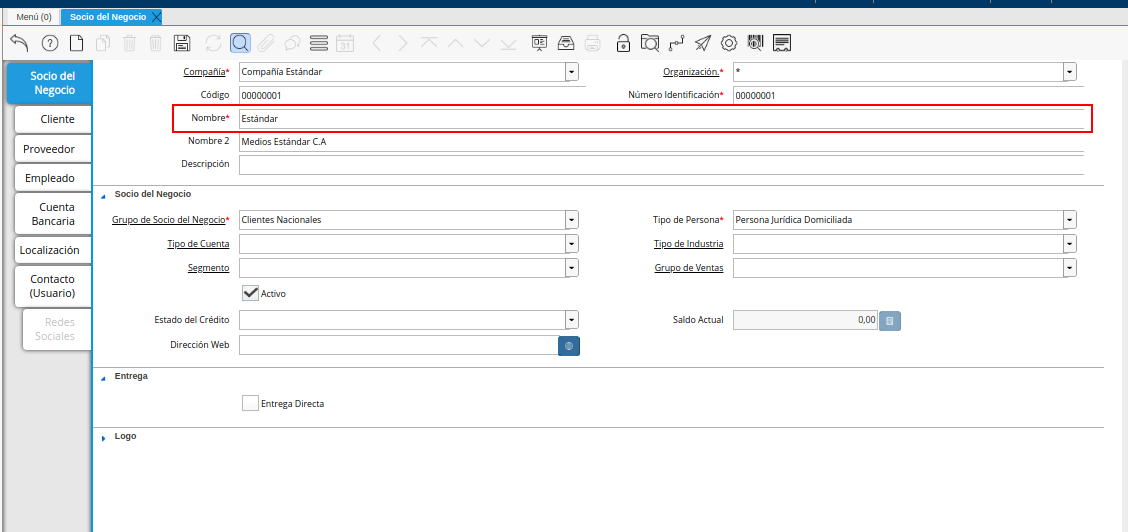 Menú (0) Socio del Negocio
31
Socio del
Negocio
Cliente
Proveedor
Empleado
Cuenta
Bancaria
Localización
Contacto
(Usuario)
Redes
Sociales
Compañía* Compañía Estándar Organización.* *
Código 00000001 Número Identificación* 00000001
Nombre* Estándar
Nombre 2 Medios Estándar C.A
Descripción
Socio del Negocio
Grupo de Socio del Negocio* Clientes Nacionales Tipo de Persona* Persona Jurídica Domiciliada
Tipo de Cuenta Tipo de Industria
Segmento Grupo de Ventas
Activo
Estado del Crédito Saldo Actual 0,00
Dirección Web
Entrega
Entrega Directa
Logo